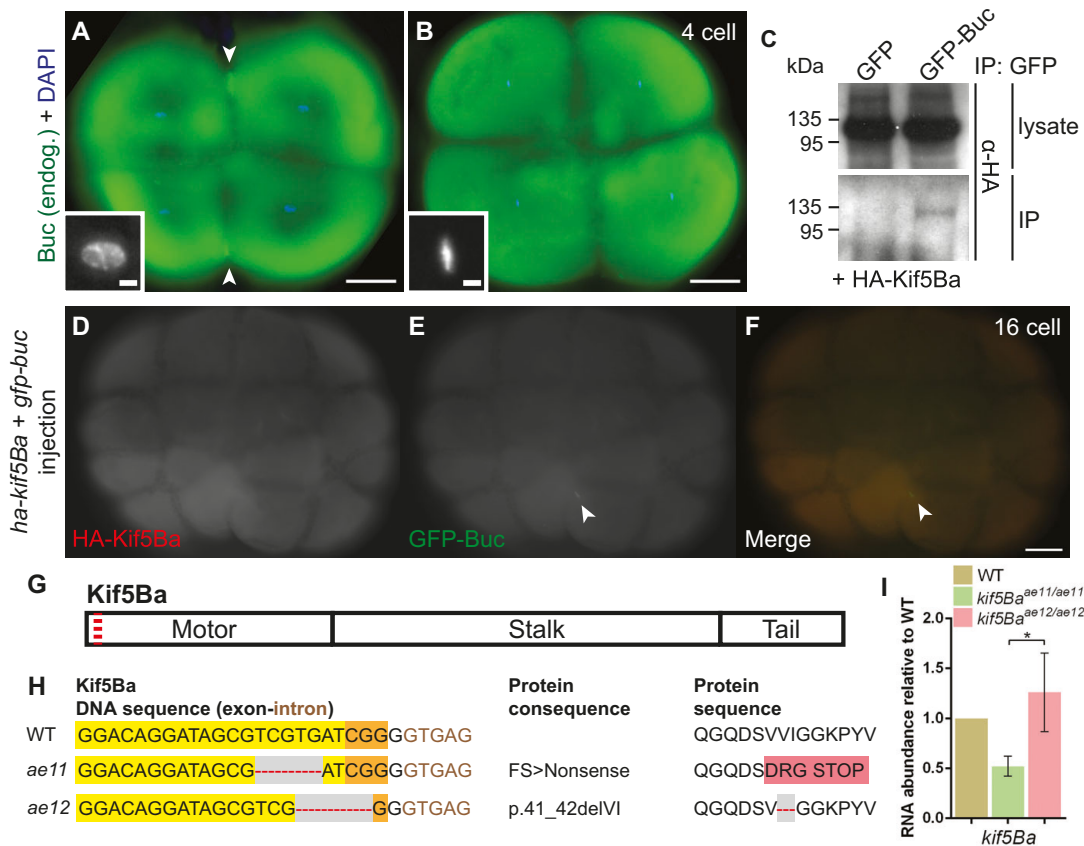 A
B
4 cell
Buc (endog.) + DAPI
C
GFP
GFP-Buc
IP: GFP
kDa
135
95
lysate
α-HA
135
95
IP
+ HA-Kif5Ba
ha-kif5Ba + gfp-buc
injection
D
HA-Kif5Ba
E
GFP-Buc
F
16 cell
Merge
G
Kif5Ba
Motor
Stalk
Tail
H
Kif5Ba
DNA sequence (exon-intron)
Protein
consequence
Protein
sequence
WT
GGACAGGATAGCGTCGTGATCGGGGTGAG
QGQDSVVIGGKPYV
ae11
GGACAGGATAGCG----------ATCGGGGTGAG
FS>Nonsense
QGQDSDRG STOP
ae12
GGACAGGATAGCGTCG-----------GGGTGAG
p.41_42delVI
QGQDSV---GGKPYV
I
WT
kif5Ba ae11/ae11
kif5Ba ae12/ae12
RNA abundance relative to WT
2.0
1.5
1.0
0.5
0.0
*
kif5Ba